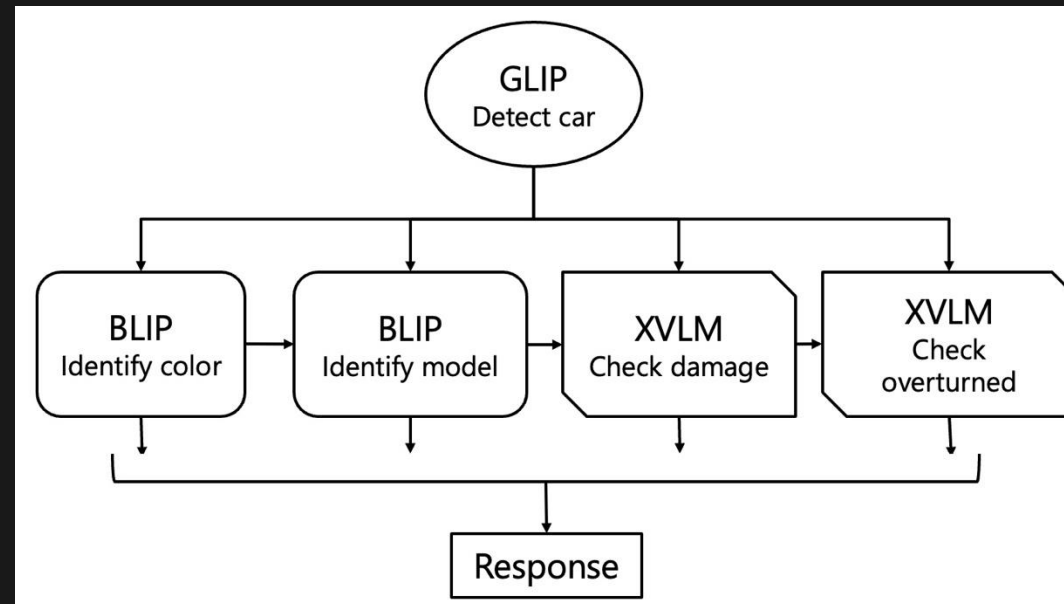 GLIP
Detect car
BLIP
Identify color
BLIP
Identify model
XVLM
Check damage
XVLM
Check
overturned
Response